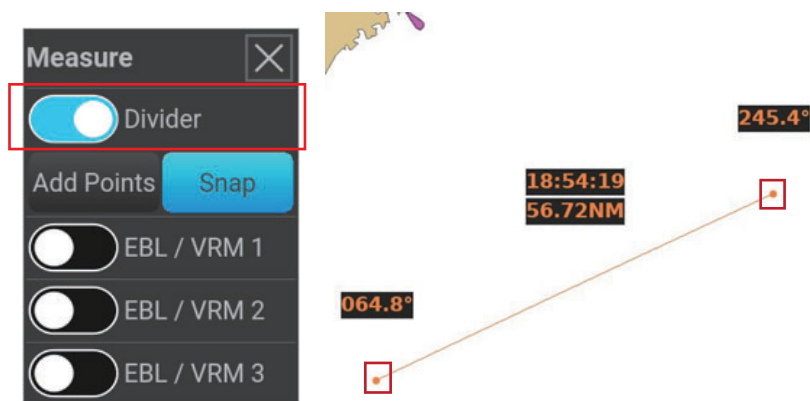 Measure
Divider
Add Points Snap
EBL / VRM 1
EBL / VRM 2
EBL / VRM 3
245.4°
18:54:19
56.72NM
064.8°